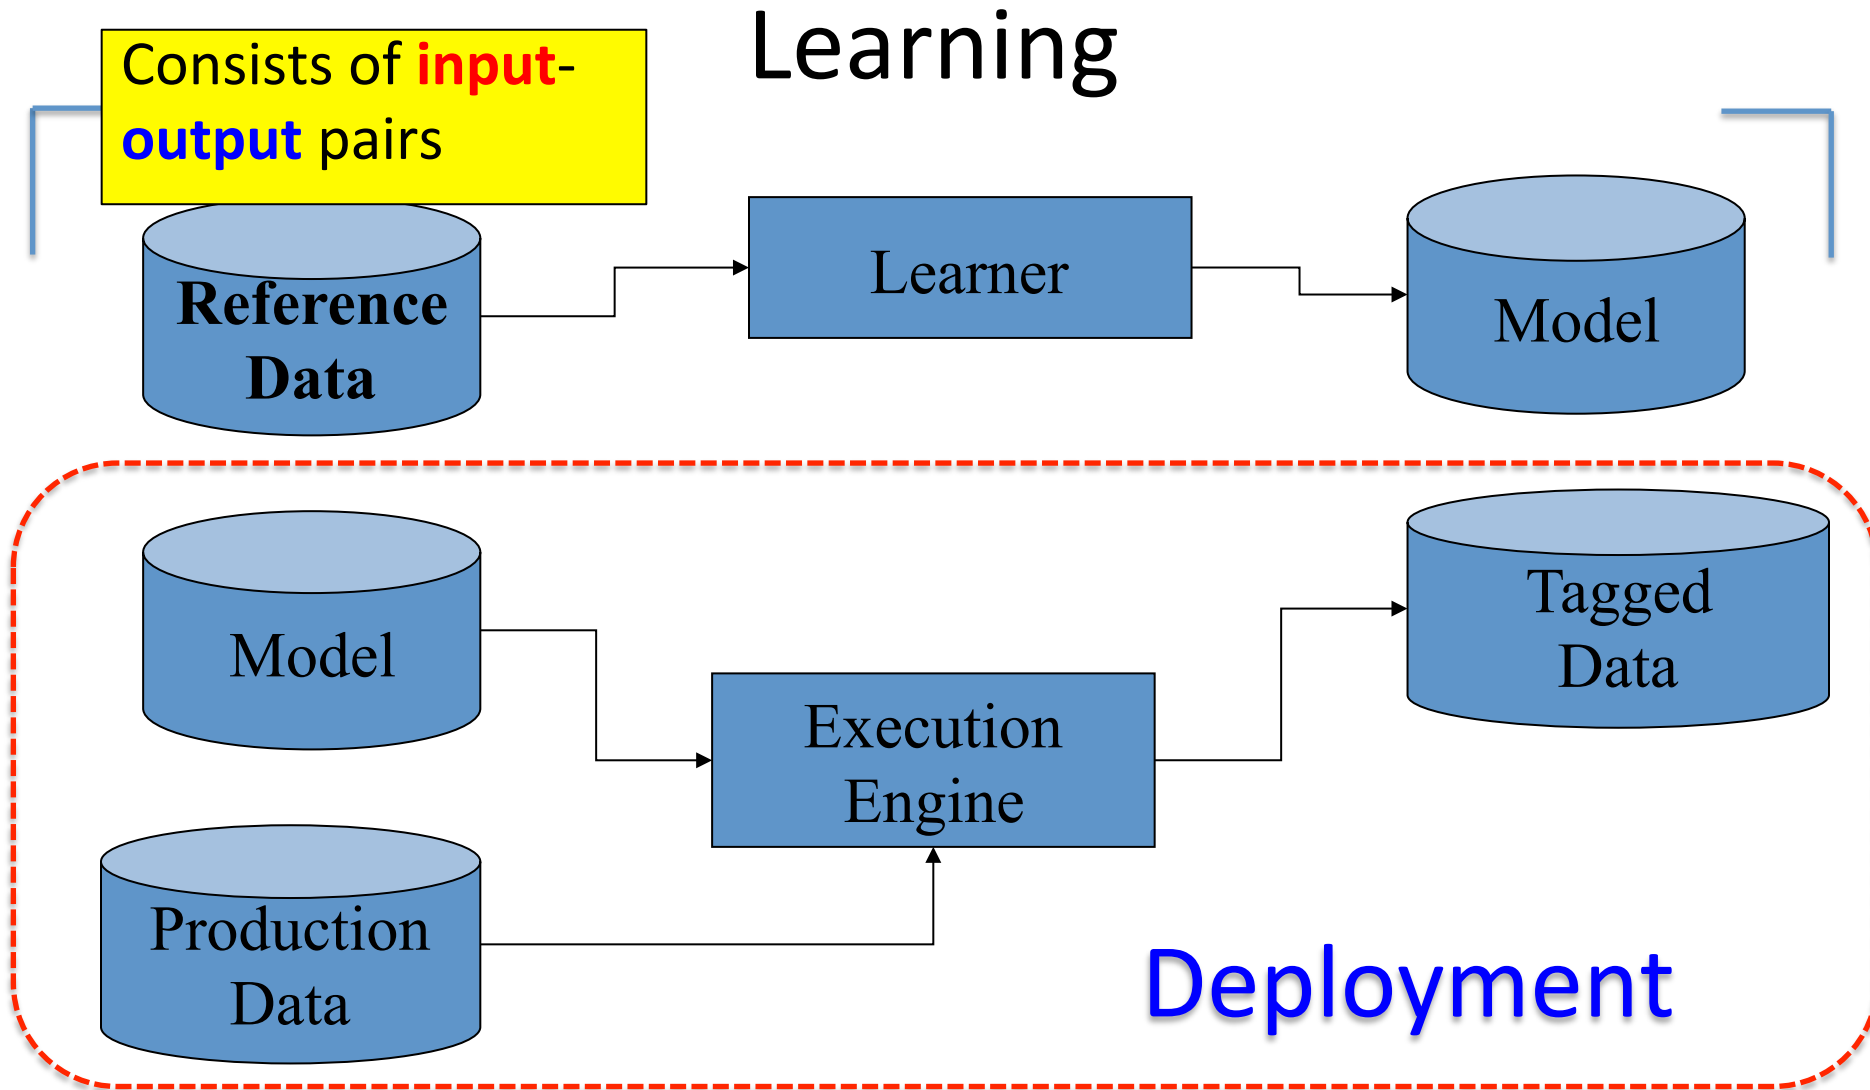 Learning
Consists of input-
output pairs
Reference
Data
Learner
Model
Model
Execution
Engine
Tagged
Data
Production
Data
Deployment